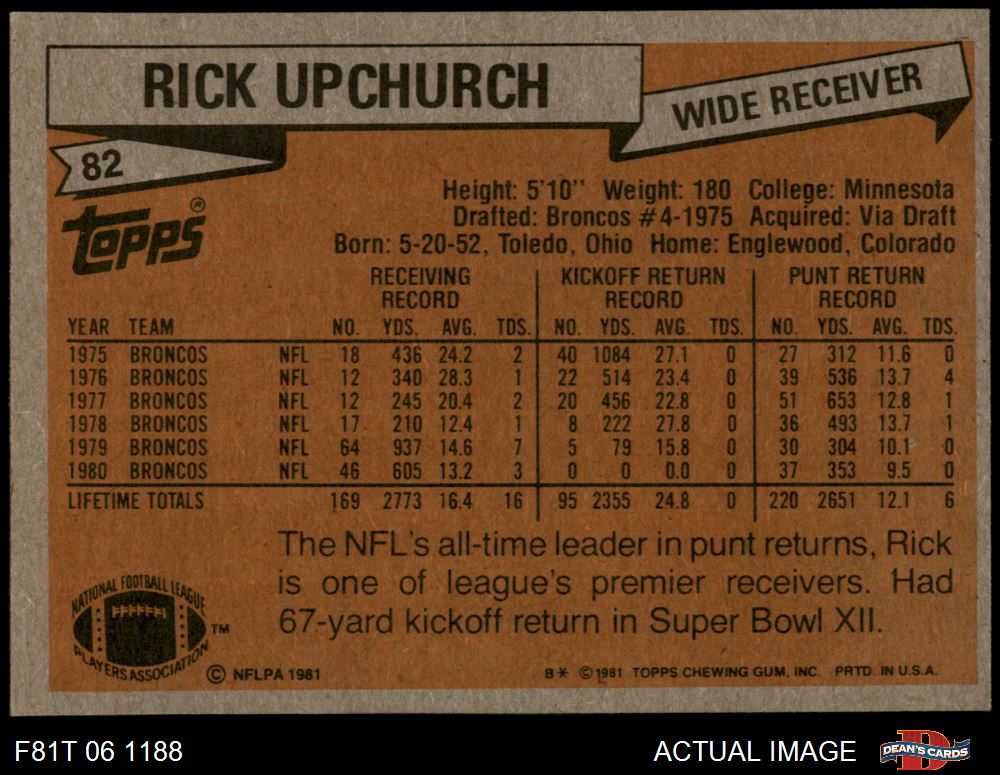 RICK UPCHURCH
WIDE RECEIVER
82
TOPPS®
Height: 5'10" Weight: 180 College: Minnesota
Drafted: Broncos #4-1975 Acquired: Via Draft
Born: 5-20-52, Toledo, Ohio Home: Englewood, Colorado
RECEIVING RECORD KICKOFF RETURN RECORD PUNT RETURN RECORD
YEAR TEAM NO. YDS. AVG. TDS. NO. YDS. AVG. TDS. NO. YDS. AVG. TDS.
1975 BRONCOS NFL 18 436 24.2 2 40 1084 27.1 0 27 312 11.6 0
1976 BRONCOS NFL 12 340 28.3 1 22 514 23.4 0 39 536 13.7 4
1977 BRONCOS NFL 12 245 20.4 2 20 456 22.8 0 51 653 12.8 1
1978 BRONCOS NFL 17 210 12.4 1 8 222 27.8 0 36 493 13.7 1
1979 BRONCOS NFL 64 937 14.6 7 5 79 15.8 0 30 304 10.1 0
1980 BRONCOS NFL 46 605 13.2 3 0 0 0.0 0 37 353 9.5 0
LIFETIME TOTALS 169 2773 16.4 16 95 2355 24.8 0 220 2651 12.1 6
The NFL's all-time leader in punt returns, Rick
is one of league's premier receivers. Had
67-yard kickoff return in Super Bowl XII.
NATIONAL FOOTBALL LEAGUE
PLAYERS ASSOCIATION
TM
© NFLPA 1981
B* © 1981 TOPPS CHEWING GUM, INC. PRTD. IN U.S.A.
F81T 06 1188
ACTUAL IMAGE
D
DEAN'S CARDS